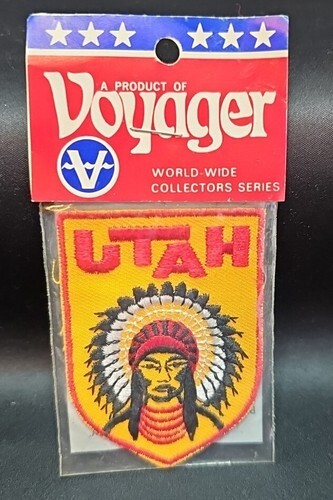 A PRODUCT OF
Voyager
V
WORLD-WIDE
COLLECTORS SERIES
UTAH